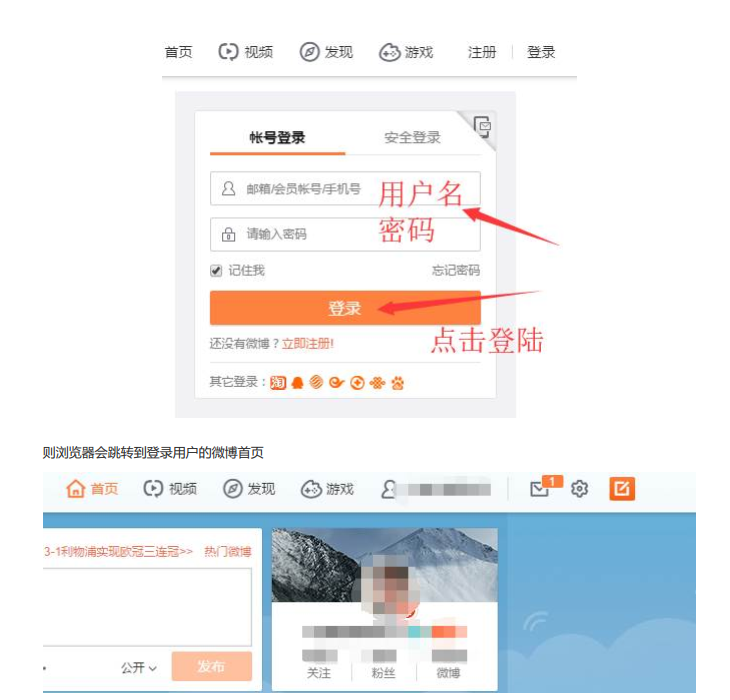 首页 视频 发现 游戏 注册 登录
帐号登录 安全登录
邮箱/会员帐号/手机号 用户名
请输入密码 密码
记住我 忘记密码
登录
还没有微博？立即注册! 点击登陆
其它登录：淘
则浏览器会跳转到登录用户的微博首页
首页 视频 发现 游戏 1
3-1利物浦实现欧冠三连冠>> 热门微博
公开 发布
关注 粉丝 微博